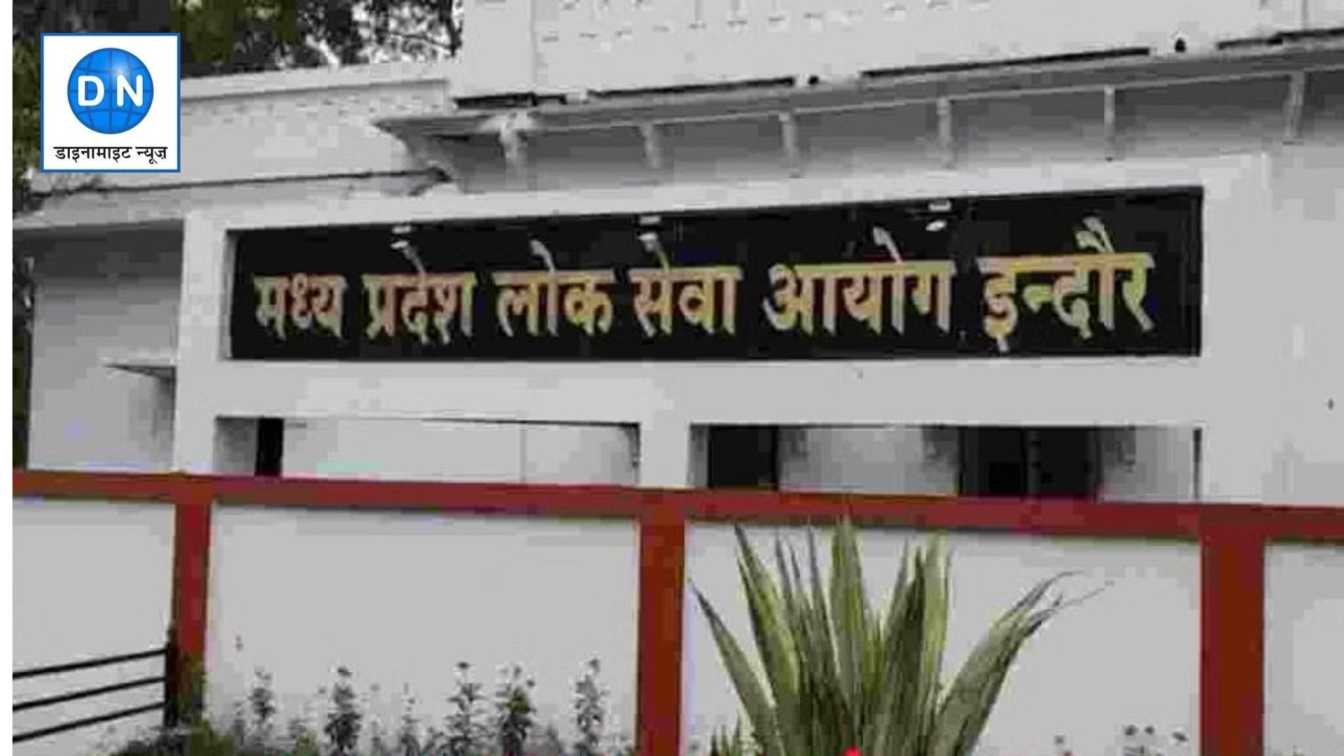 DN
डाइनामाइट न्यूज़
मध्य प्रदेश लोक सेवा आयोग इन्दौर